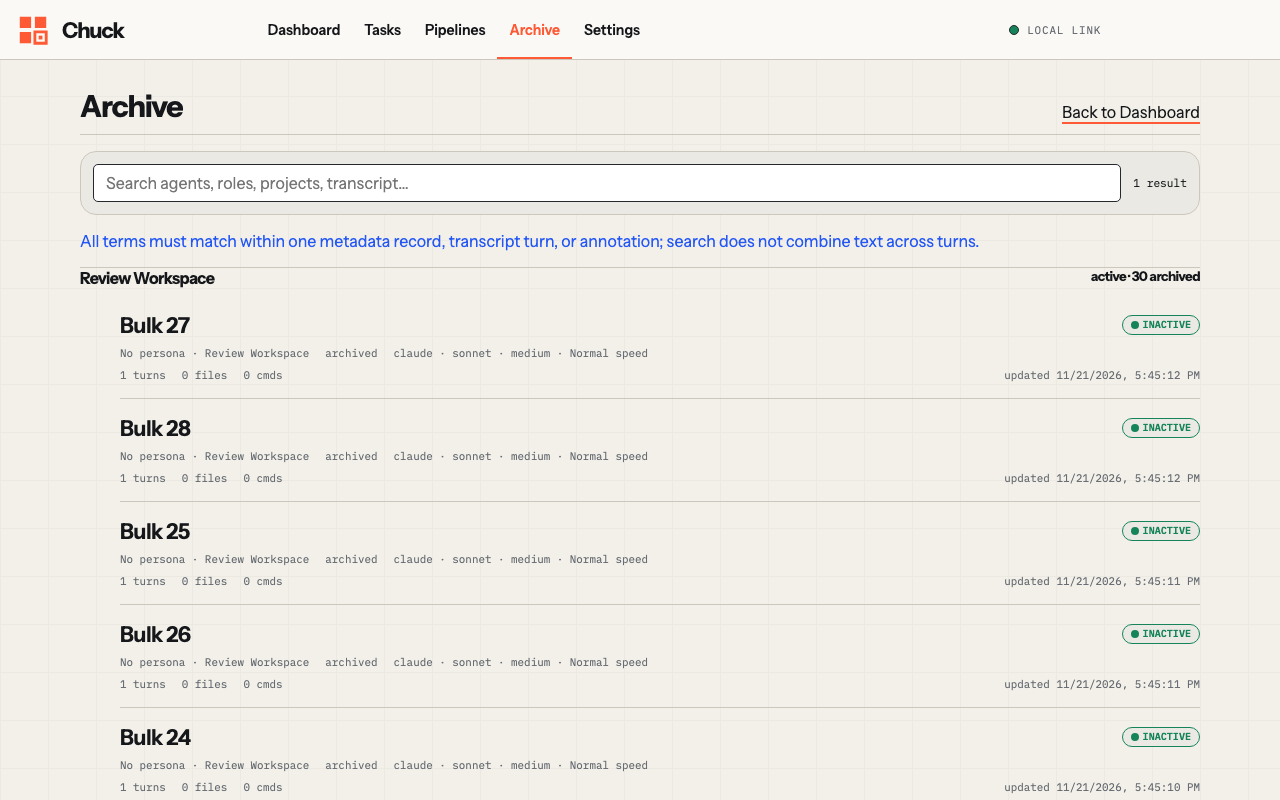 Chuck
Dashboard Tasks Pipelines Archive Settings
LOCAL LINK
Archive
Back to Dashboard
Search agents, roles, projects, transcript...
1 result
All terms must match within one metadata record, transcript turn, or annotation; search does not combine text across turns.
Review Workspace
active · 30 archived
Bulk 27
INACTIVE
No persona · Review Workspace archived claude · sonnet · medium · Normal speed
1 turns 0 files 0 cmds
updated 11/21/2026, 5:45:12 PM
Bulk 28
INACTIVE
No persona · Review Workspace archived claude · sonnet · medium · Normal speed
1 turns 0 files 0 cmds
updated 11/21/2026, 5:45:12 PM
Bulk 25
INACTIVE
No persona · Review Workspace archived claude · sonnet · medium · Normal speed
1 turns 0 files 0 cmds
updated 11/21/2026, 5:45:11 PM
Bulk 26
INACTIVE
No persona · Review Workspace archived claude · sonnet · medium · Normal speed
1 turns 0 files 0 cmds
updated 11/21/2026, 5:45:11 PM
Bulk 24
INACTIVE
No persona · Review Workspace archived claude · sonnet · medium · Normal speed
1 turns 0 files 0 cmds
updated 11/21/2026, 5:45:10 PM